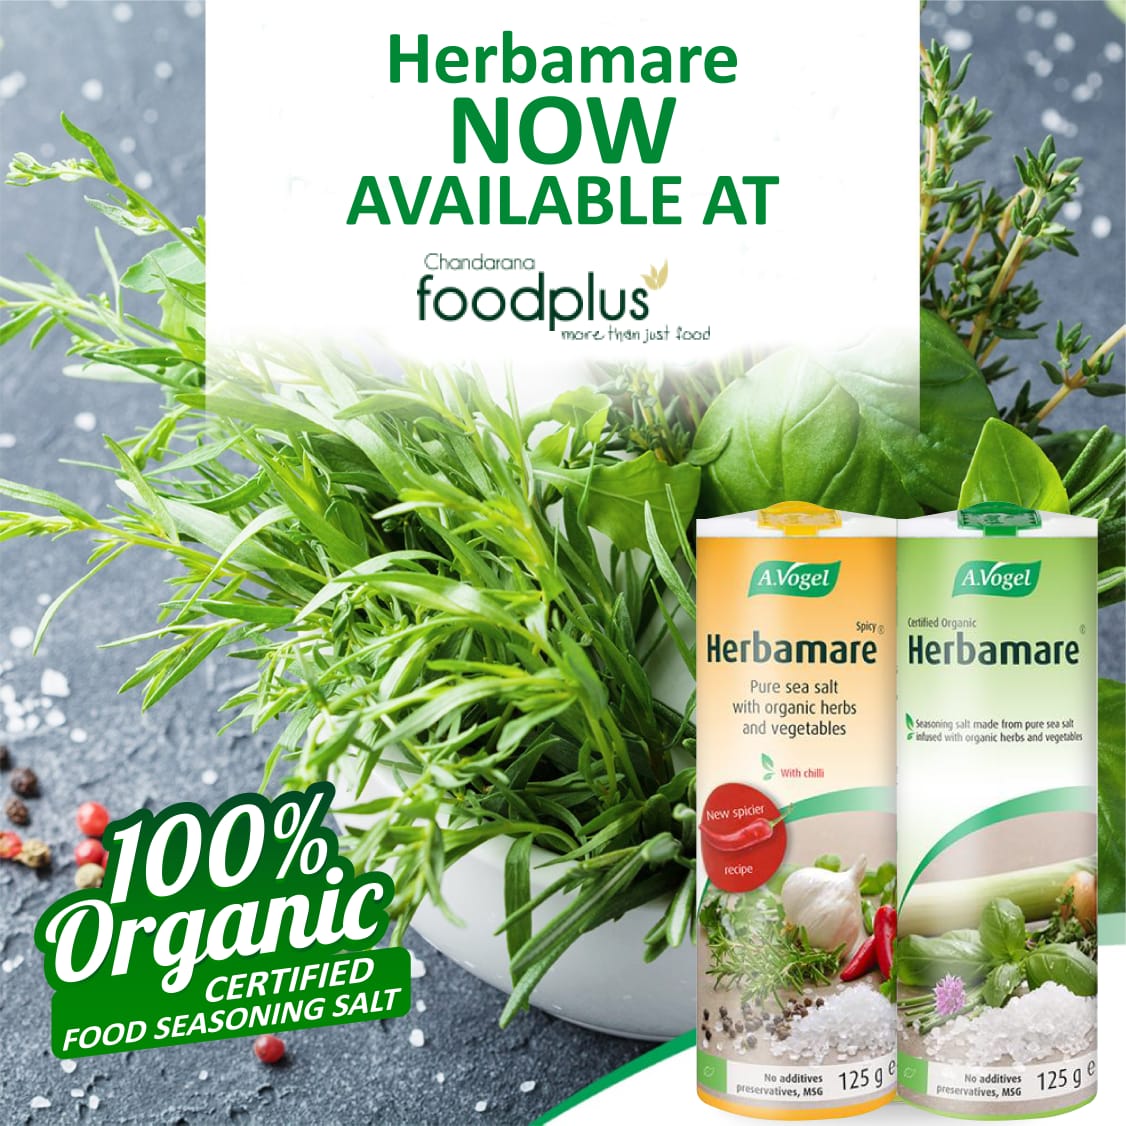 Herbamare
NOW
AVAILABLE AT
Chandarana
foodplus
more than just food
A.Vogel
Spicy ®
Herbamare
Pure sea salt
with organic herbs
and vegetables
With chilli
New spicier
recipe
No additives
preservatives, MSG
125 g e
A.Vogel
Certified Organic
Herbamare ®
Seasoning salt made from pure sea salt
infused with organic herbs and vegetables
No additives
preservatives, MSG
125 g e
100%
Organic
CERTIFIED
FOOD SEASONING SALT